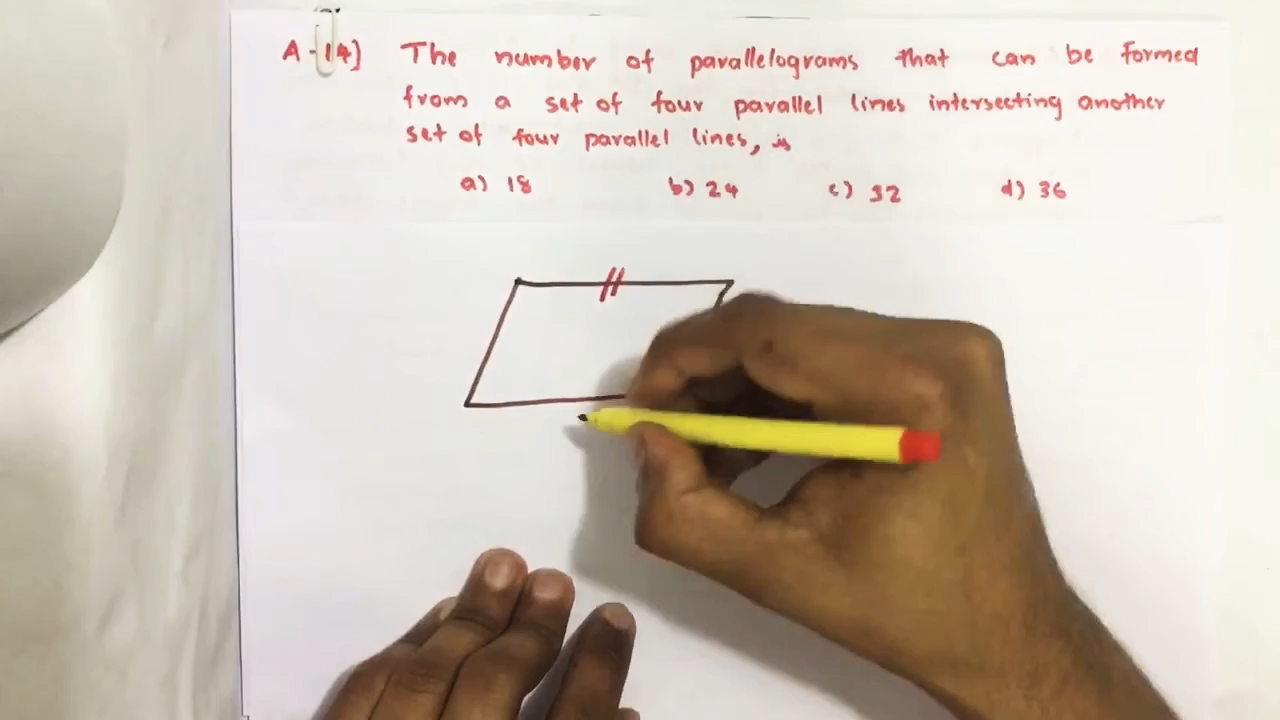 A-14] The number of parallelograms that can be formed
from a set of four parallel lines intersecting another
set of four parallel lines, is
a) 18 b) 24 c) 32 d) 36